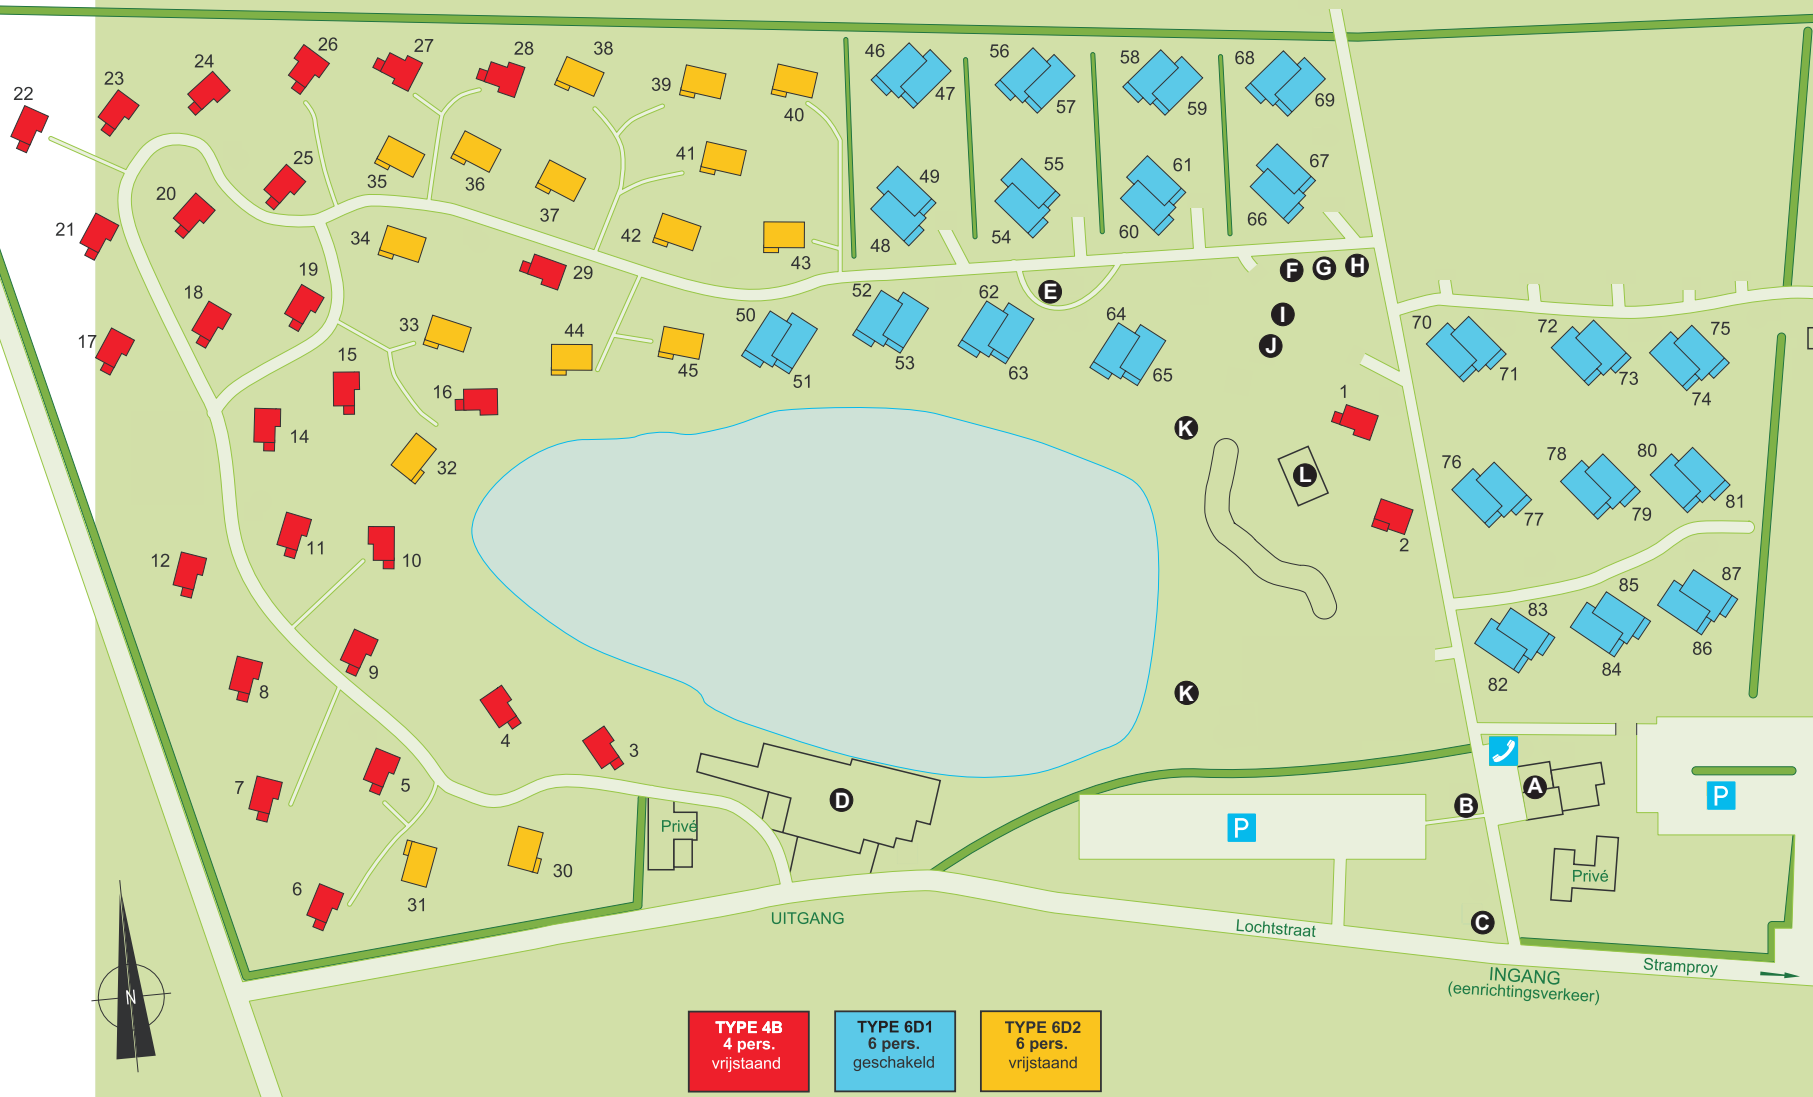 26
27
28
38
46
56
58
68
24
39
23
47
57
59
69
22
40
25
41
55
61
67
35
36
49
20
37
66
21
34
42
43
48
54
60
19
29
F
G
H
18
52
E
62
50
64
I
17
33
44
J
15
45
53
63
65
51
70
72
75
71
73
74
16
1
14
K
32
L
76
78
80
77
79
81
2
12
11
10
9
8
4
3
K
83
85
87
82
84
86
7
5
D
B
A
P
P
Privé
Privé
30
31
6
UITGANG
Lochtstraat
C
Stramproy
INGANG
(eenrichtingsverkeer)
N
TYPE 4B
4 pers.
vrijstaand
TYPE 6D1
6 pers.
geschakeld
TYPE 6D2
6 pers.
vrijstaand